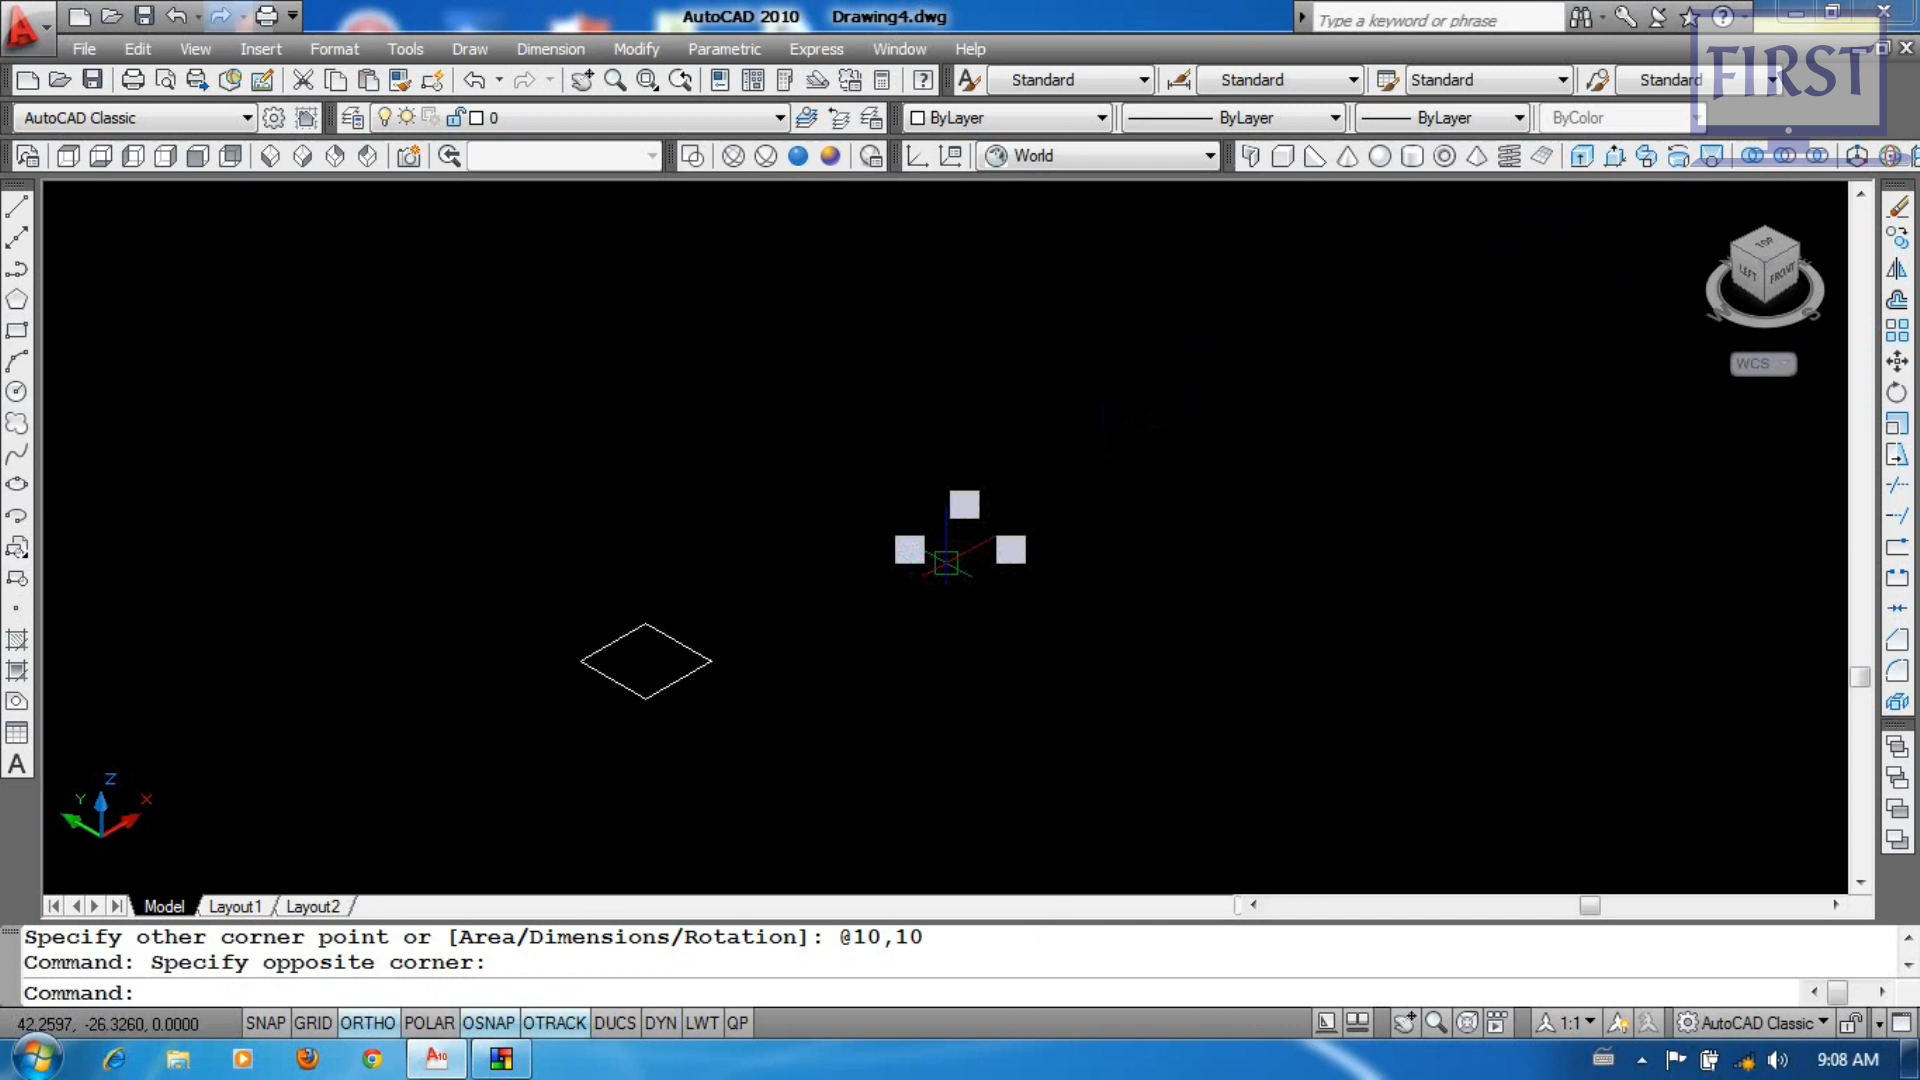 AutoCAD 2010 Drawing4.dwg
Type a keyword or phrase
File Edit View Insert Format Tools Draw Dimension Modify Parametric Express Window Help
FIRST
Standard Standard Standard Standard
AutoCAD Classic 0 ByLayer ByLayer ByLayer ByColor
World
TOP
LEFT FRONT
W S
WCS
A
Z
Y X
Model Layout1 Layout2
Specify other corner point or [Area/Dimensions/Rotation]: @10,10
Command: Specify opposite corner:
Command:
42.2597, -26.3260, 0.0000 SNAP GRID ORTHO POLAR OSNAP OTRACK DUCS DYN LWT QP 1:1 AutoCAD Classic
9:08 AM